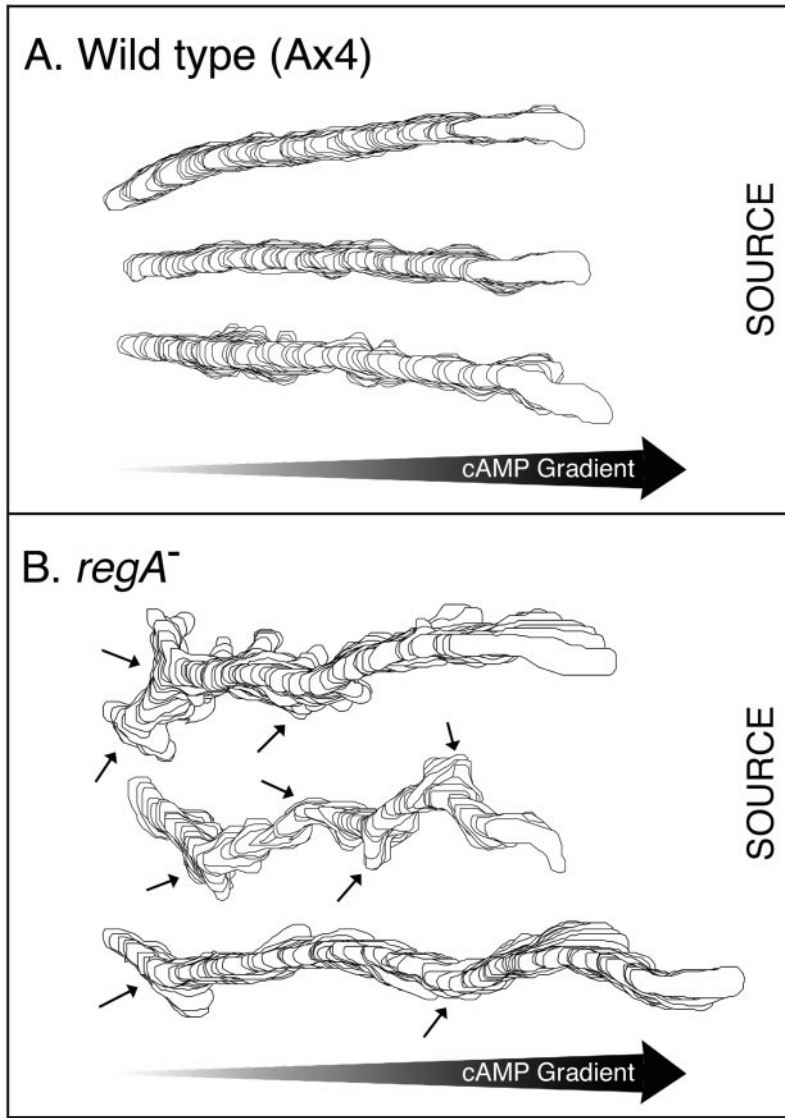 A. Wild type (Ax4)
SOURCE
cAMP Gradient
B. regA⁻
SOURCE
cAMP Gradient